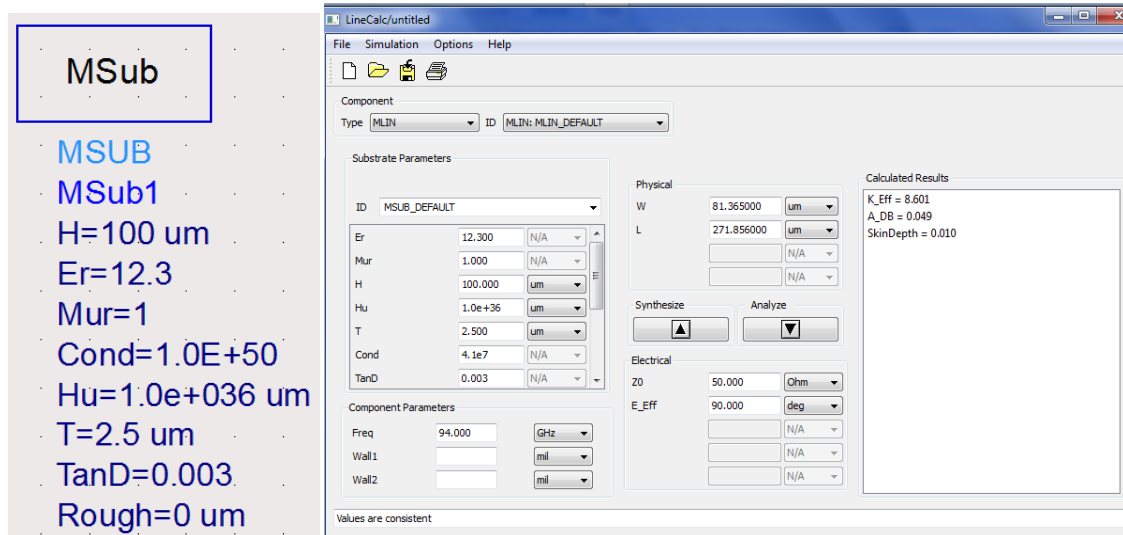 MSub
MSUB
MSub1
H=100 um
Er=12.3
Mur=1
Cond=1.0E+50
Hu=1.0e+036 um
T=2.5 um
TanD=0.003
Rough=0 um
LineCalc/untitled
File Simulation Options Help
Component
Type MLIN ID MLIN: MLIN_DEFAULT
Substrate Parameters
ID MSUB_DEFAULT
Er 12.300 N/A
Mur 1.000 N/A
H 100.000 um
Hu 1.0e+36 um
T 2.500 um
Cond 4.1e7 N/A
TanD 0.003 N/A
Component Parameters
Freq 94.000 GHz
Wall1 mil
Wall2 mil
Physical
W 81.365000 um
L 271.856000 um
N/A
N/A
Synthesize Analyze
Electrical
Z0 50.000 Ohm
E_Eff 90.000 deg
N/A
N/A
N/A
Calculated Results
K_Eff = 8.601
A_DB = 0.049
SkinDepth = 0.010
Values are consistent